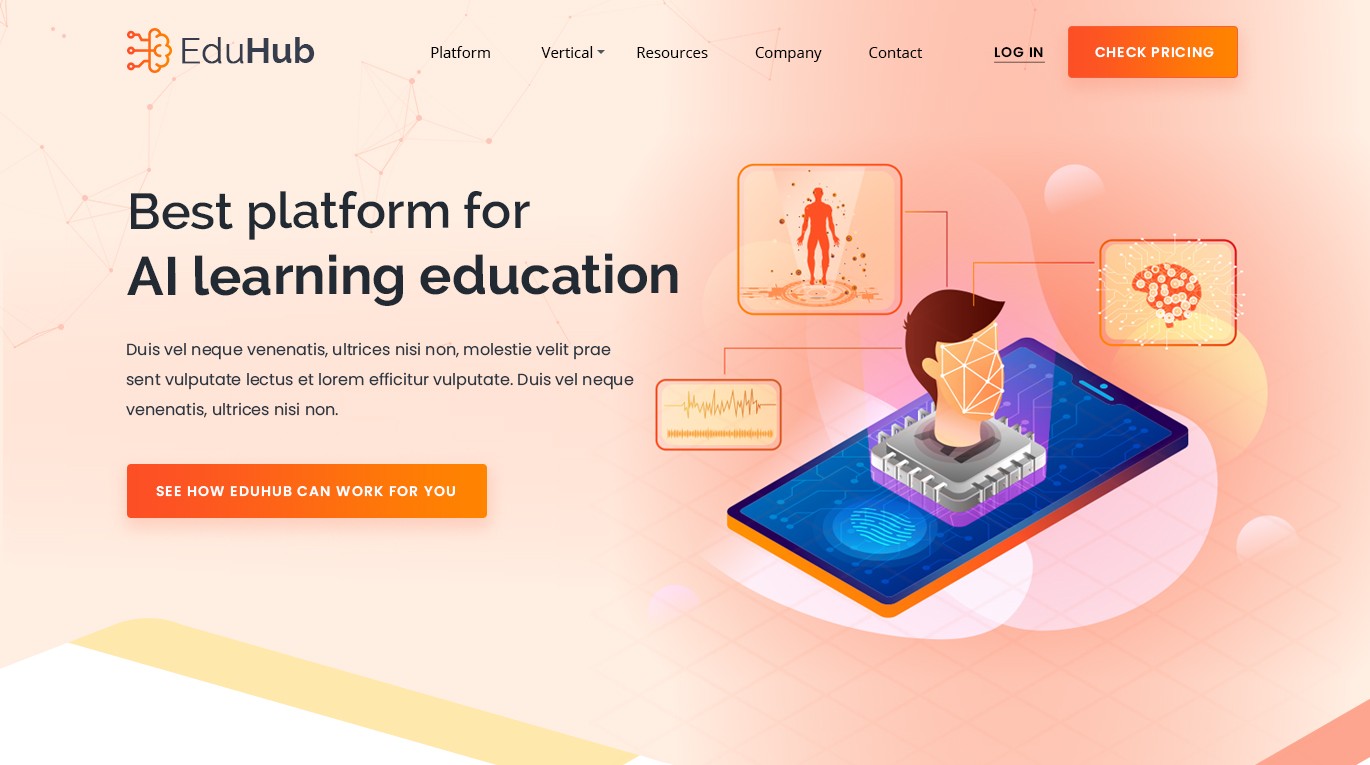 EduHub
Platform
Vertical
Resources
Company
Contact
LOG IN
CHECK PRICING
Best platform for
AI learning education
Duis vel neque venenatis, ultrices nisi non, molestie velit prae
sent vulputate lectus et lorem efficitur vulputate. Duis vel neque
venenatis, ultrices nisi non.
SEE HOW EDUHUB CAN WORK FOR YOU